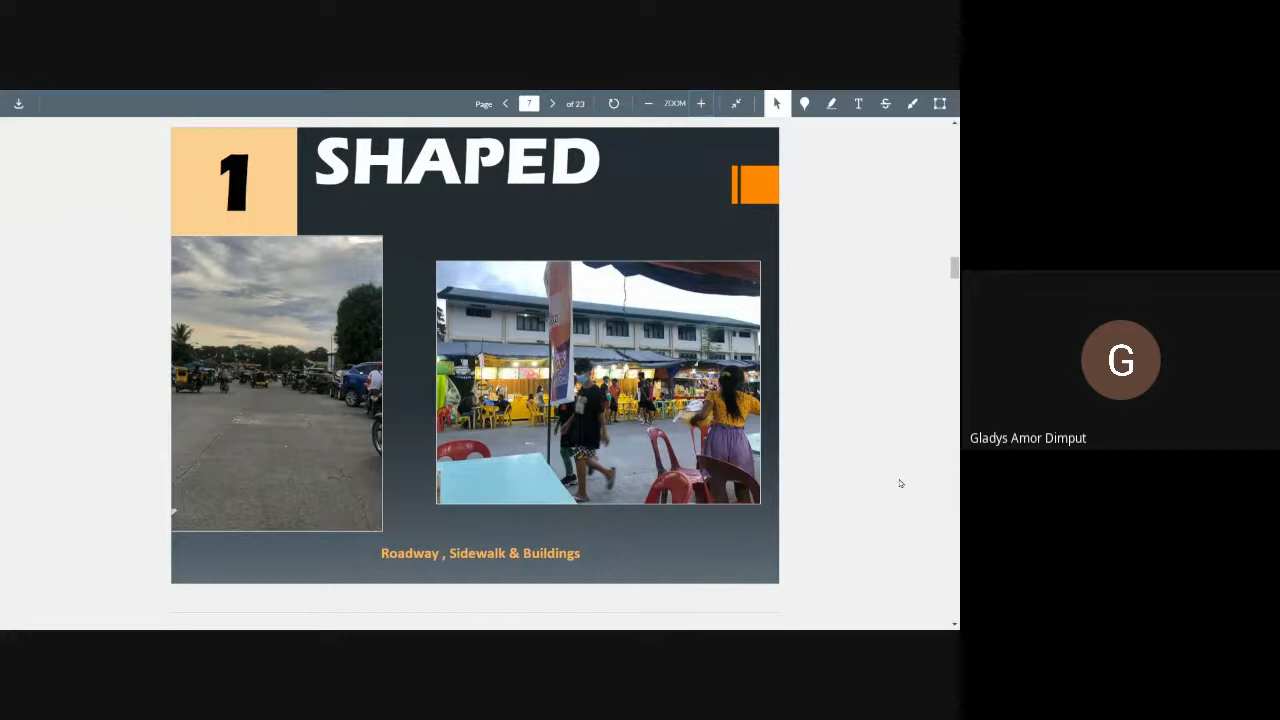 Page 7 of 23 ZOOM
1
SHAPED
Roadway , Sidewalk & Buildings
G
Gladys Amor Dimput